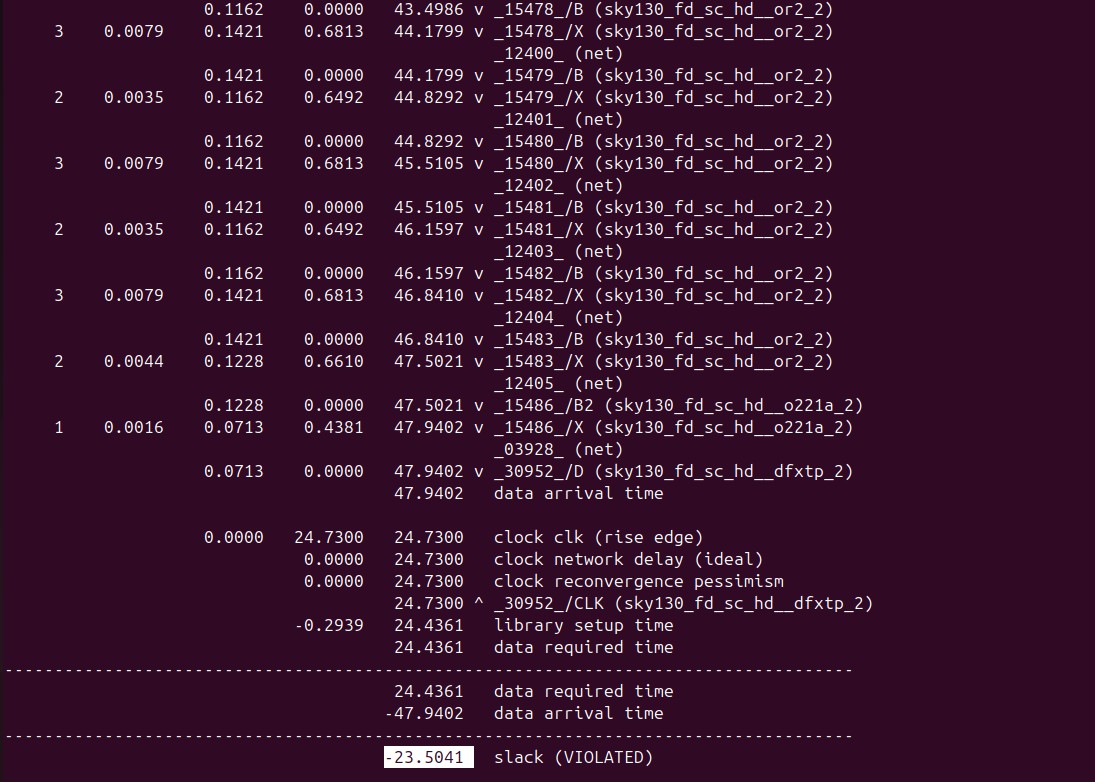 0.1162 0.0000 43.4986 v _15478_/B (sky130_fd_sc_hd__or2_2)
3 0.0079 0.1421 0.6813 44.1799 v _15478_/X (sky130_fd_sc_hd__or2_2)
_12400_ (net)
0.1421 0.0000 44.1799 v _15479_/B (sky130_fd_sc_hd__or2_2)
2 0.0035 0.1162 0.6492 44.8292 v _15479_/X (sky130_fd_sc_hd__or2_2)
_12401_ (net)
0.1162 0.0000 44.8292 v _15480_/B (sky130_fd_sc_hd__or2_2)
3 0.0079 0.1421 0.6813 45.5105 v _15480_/X (sky130_fd_sc_hd__or2_2)
_12402_ (net)
0.1421 0.0000 45.5105 v _15481_/B (sky130_fd_sc_hd__or2_2)
2 0.0035 0.1162 0.6492 46.1597 v _15481_/X (sky130_fd_sc_hd__or2_2)
_12403_ (net)
0.1162 0.0000 46.1597 v _15482_/B (sky130_fd_sc_hd__or2_2)
3 0.0079 0.1421 0.6813 46.8410 v _15482_/X (sky130_fd_sc_hd__or2_2)
_12404_ (net)
0.1421 0.0000 46.8410 v _15483_/B (sky130_fd_sc_hd__or2_2)
2 0.0044 0.1228 0.6610 47.5021 v _15483_/X (sky130_fd_sc_hd__or2_2)
_12405_ (net)
0.1228 0.0000 47.5021 v _15486_/B2 (sky130_fd_sc_hd__o221a_2)
1 0.0016 0.0713 0.4381 47.9402 v _15486_/X (sky130_fd_sc_hd__o221a_2)
_03928_ (net)
0.0713 0.0000 47.9402 v _30952_/D (sky130_fd_sc_hd__dfxtp_2)
47.9402 data arrival time
0.0000 24.7300 24.7300 clock clk (rise edge)
0.0000 24.7300 clock network delay (ideal)
0.0000 24.7300 clock reconvergence pessimism
24.7300 ^ _30952_/CLK (sky130_fd_sc_hd__dfxtp_2)
-0.2939 24.4361 library setup time
24.4361 data required time
-------------------------------------------------------------------------------------
24.4361 data required time
-47.9402 data arrival time
-------------------------------------------------------------------------------------
-23.5041 slack (VIOLATED)